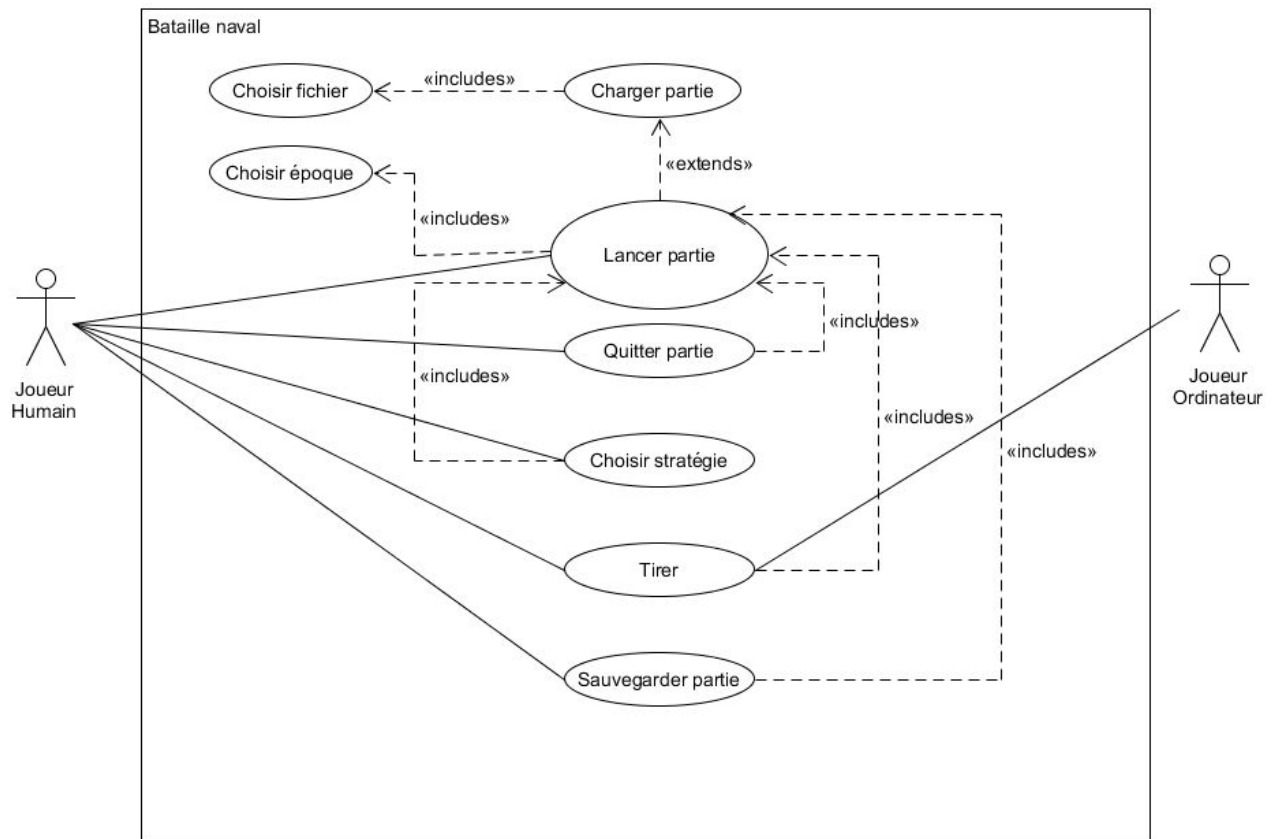 Bataille naval
Choisir fichier
«includes»
Charger partie
Choisir époque
«extends»
«includes»
Lancer partie
«includes»
Quitter partie
«includes»
Joueur
Humain
Joueur
Ordinateur
«includes»
«includes»
Choisir stratégie
Tirer
Sauvegarder partie